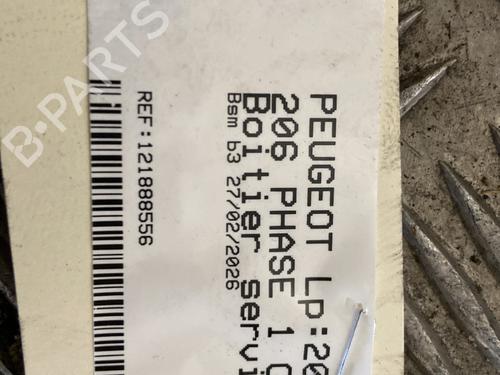 PEUGEOT LP:20
206 PHASE 1
Boitier servi
Bsm b3 27/02/2026
REF:121888556
B-PARTS